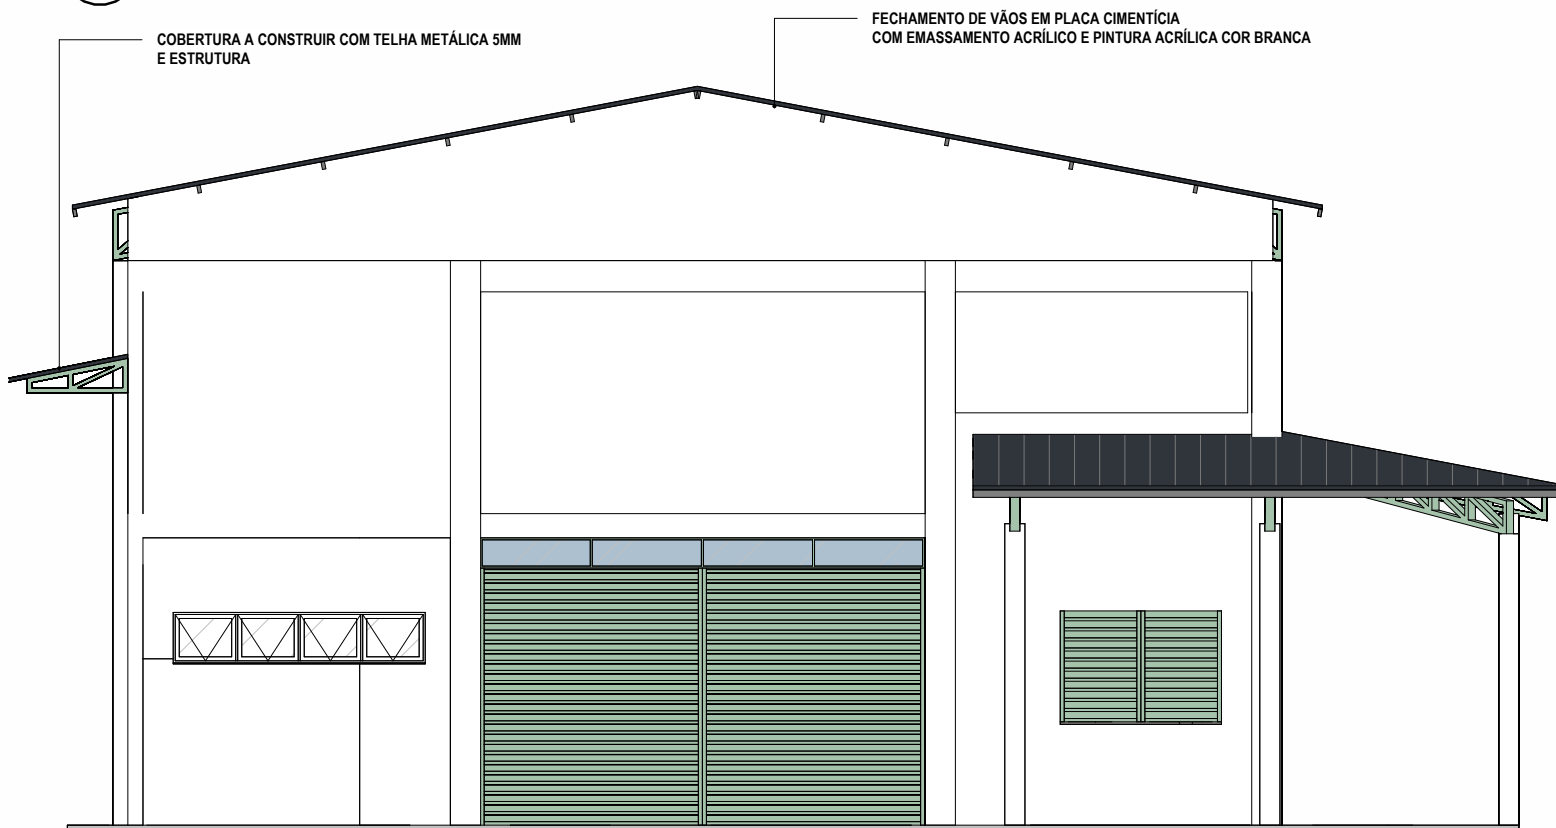 COBERTURA A CONSTRUIR COM TELHA METÁLICA 5MM
E ESTRUTURA
FECHAMENTO DE VÃOS EM PLACA CIMENTÍCIA
COM EMASSAMENTO ACRÍLICO E PINTURA ACRÍLICA COR BRANCA